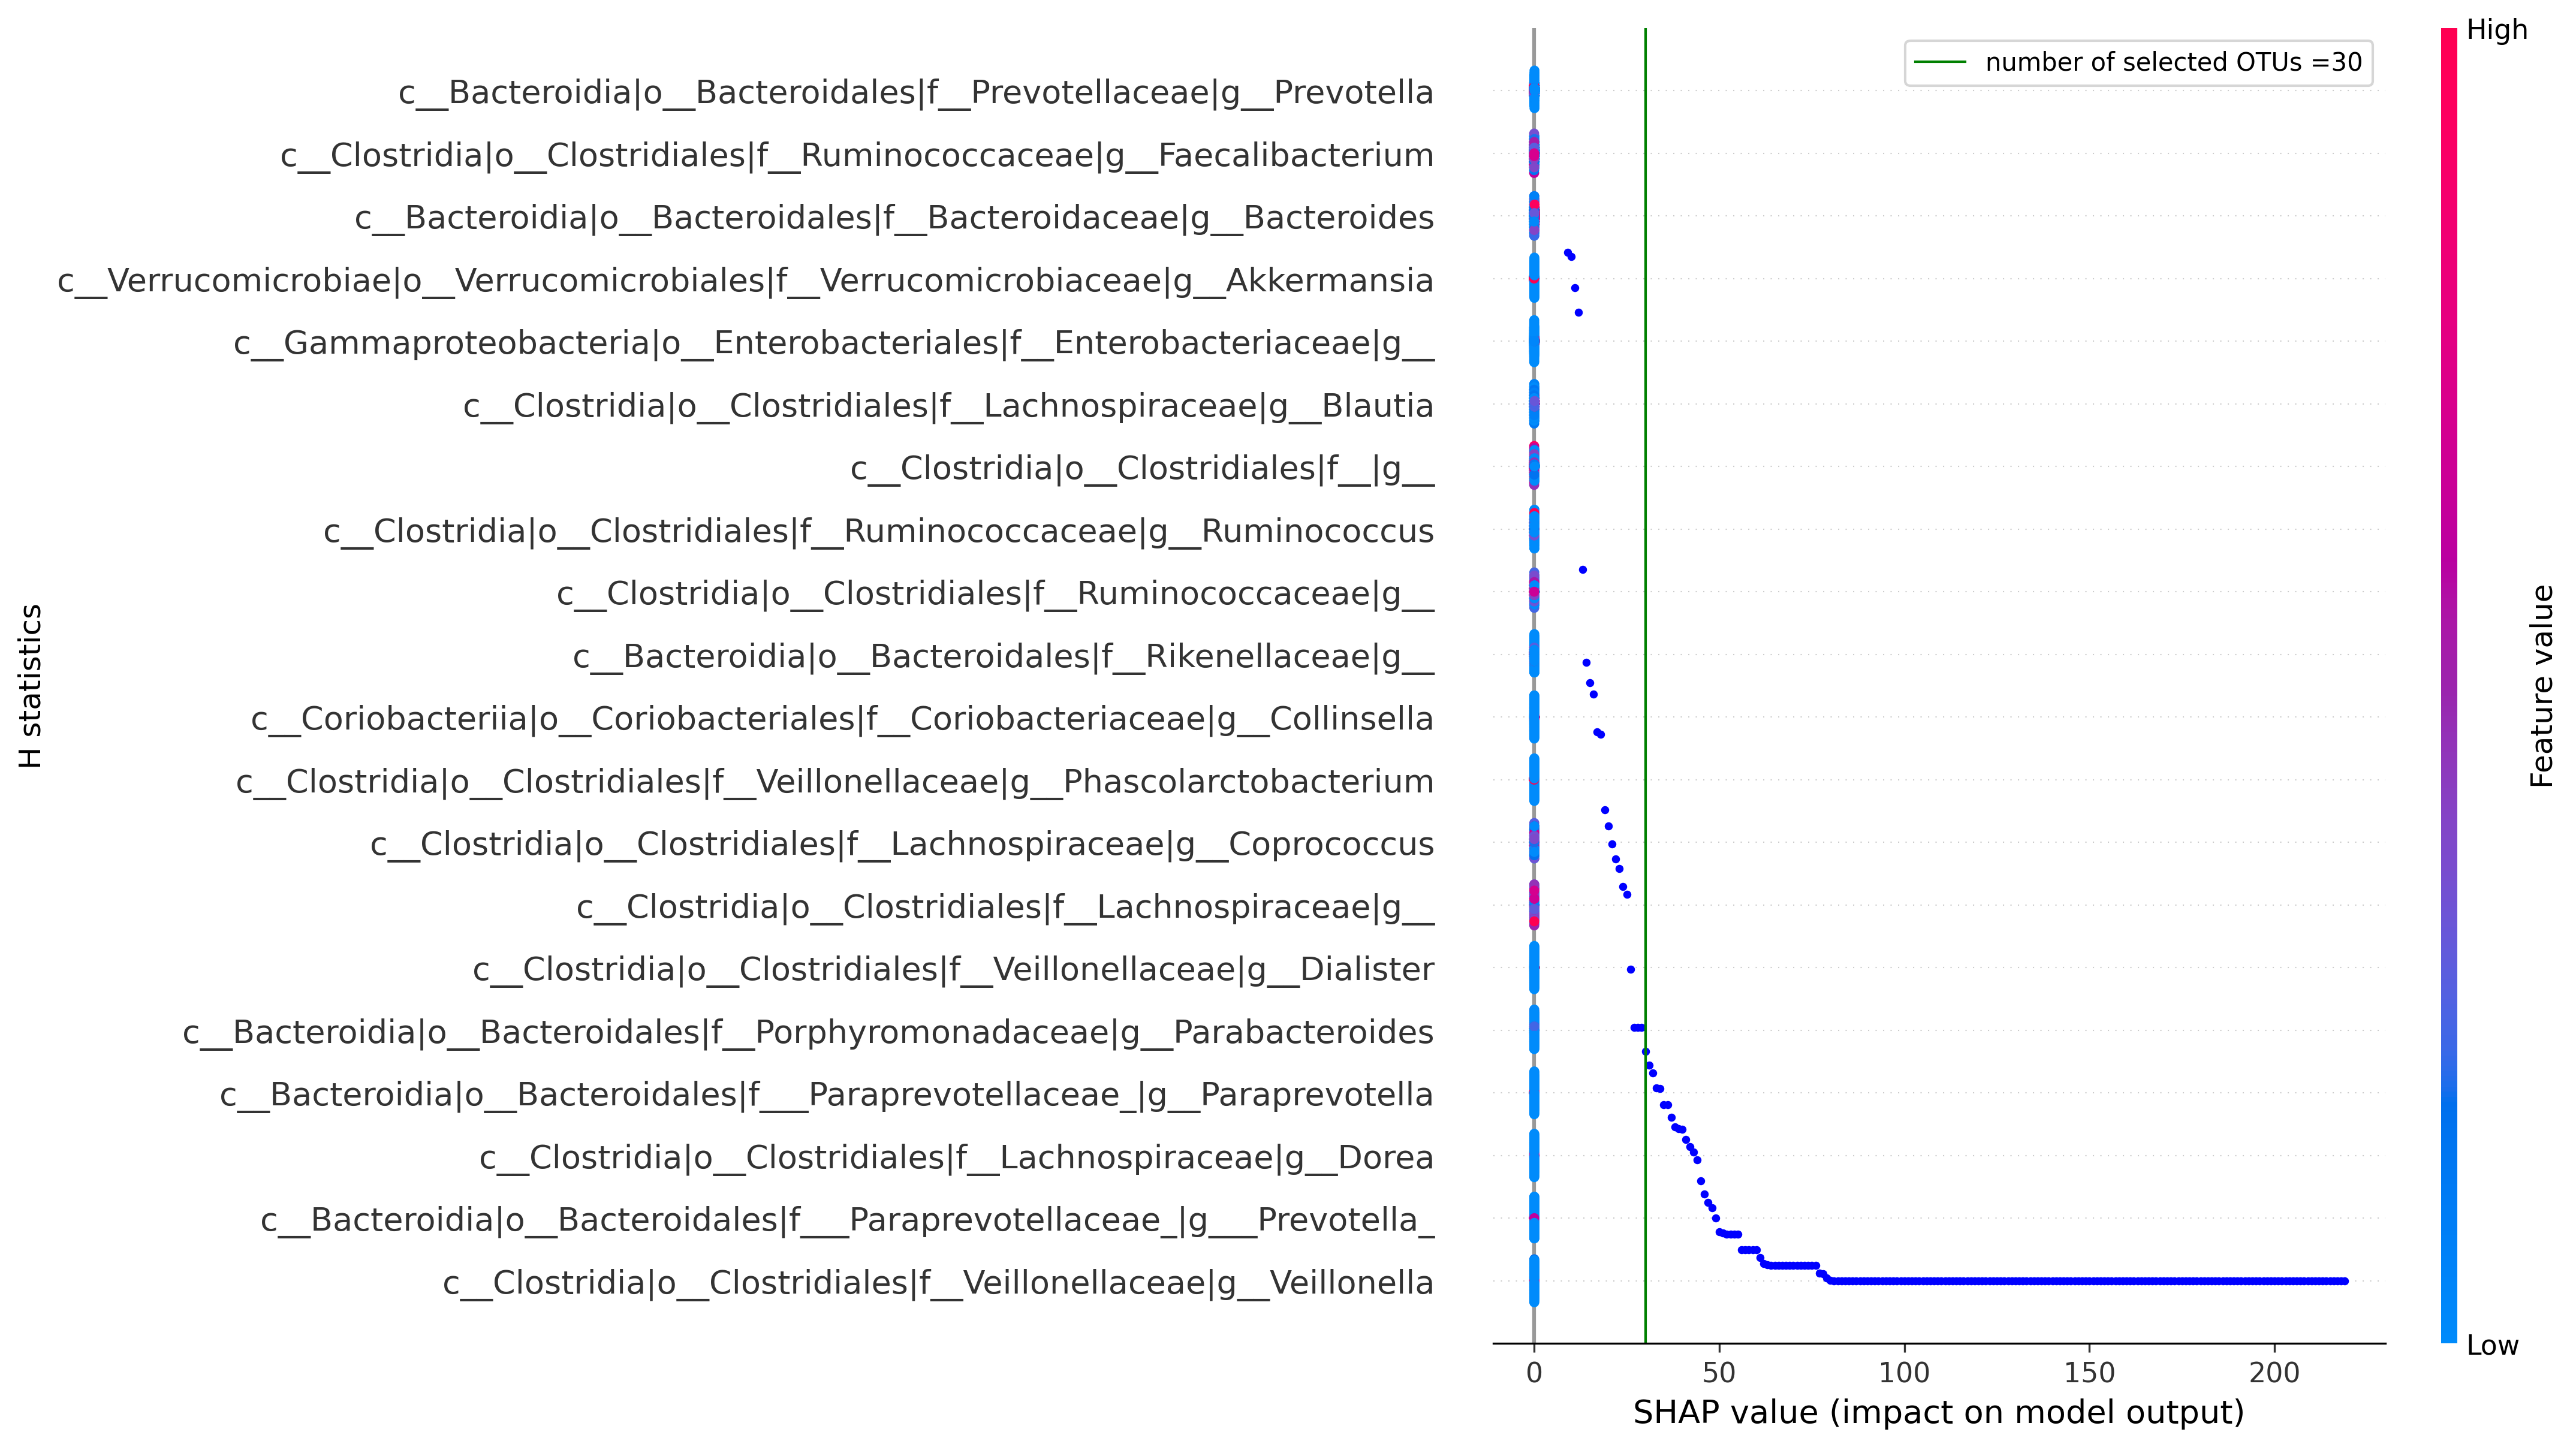 High
number of selected OTUs =30
c__Bacteroidia|o__Bacteroidales|f__Prevotellaceae|g__Prevotella
c__Clostridia|o__Clostridiales|f__Ruminococcaceae|g__Faecalibacterium
c__Bacteroidia|o__Bacteroidales|f__Bacteroidaceae|g__Bacteroides
c__Verrucomicrobiae|o__Verrucomicrobiales|f__Verrucomicrobiaceae|g__Akkermansia
c__Gammaproteobacteria|o__Enterobacteriales|f__Enterobacteriaceae|g__
c__Clostridia|o__Clostridiales|f__Lachnospiraceae|g__Blautia
c__Clostridia|o__Clostridiales|f__|g__
c__Clostridia|o__Clostridiales|f__Ruminococcaceae|g__Ruminococcus
c__Clostridia|o__Clostridiales|f__Ruminococcaceae|g__
c__Bacteroidia|o__Bacteroidales|f__Rikenellaceae|g__
c__Coriobacteriia|o__Coriobacteriales|f__Coriobacteriaceae|g__Collinsella
c__Clostridia|o__Clostridiales|f__Veillonellaceae|g__Phascolarctobacterium
c__Clostridia|o__Clostridiales|f__Lachnospiraceae|g__Coprococcus
c__Clostridia|o__Clostridiales|f__Lachnospiraceae|g__
c__Clostridia|o__Clostridiales|f__Veillonellaceae|g__Dialister
c__Bacteroidia|o__Bacteroidales|f__Porphyromonadaceae|g__Parabacteroides
c__Bacteroidia|o__Bacteroidales|f___Paraprevotellaceae_|g__Paraprevotella
c__Clostridia|o__Clostridiales|f__Lachnospiraceae|g__Dorea
c__Bacteroidia|o__Bacteroidales|f___Paraprevotellaceae_|g___Prevotella_
c__Clostridia|o__Clostridiales|f__Veillonellaceae|g__Veillonella
H statistics
Feature value
Low
0 50 100 150 200
SHAP value (impact on model output)